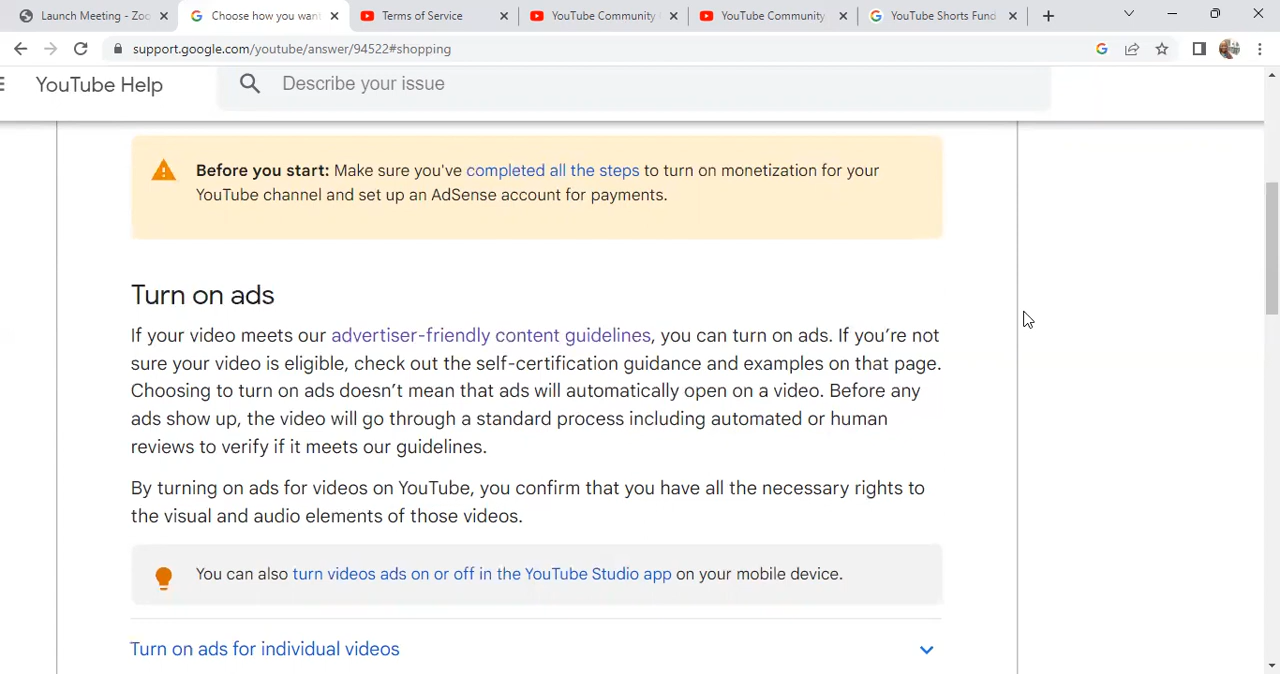 Launch Meeting - Zoo
Choose how you want
Terms of Service
YouTube Community
YouTube Community
YouTube Shorts Fund
support.google.com/youtube/answer/94522#shopping
YouTube Help
Describe your issue
Before you start: Make sure you've completed all the steps to turn on monetization for your
YouTube channel and set up an AdSense account for payments.
Turn on ads
If your video meets our advertiser-friendly content guidelines, you can turn on ads. If you’re not
sure your video is eligible, check out the self-certification guidance and examples on that page.
Choosing to turn on ads doesn’t mean that ads will automatically open on a video. Before any
ads show up, the video will go through a standard process including automated or human
reviews to verify if it meets our guidelines.
By turning on ads for videos on YouTube, you confirm that you have all the necessary rights to
the visual and audio elements of those videos.
You can also turn videos ads on or off in the YouTube Studio app on your mobile device.
Turn on ads for individual videos